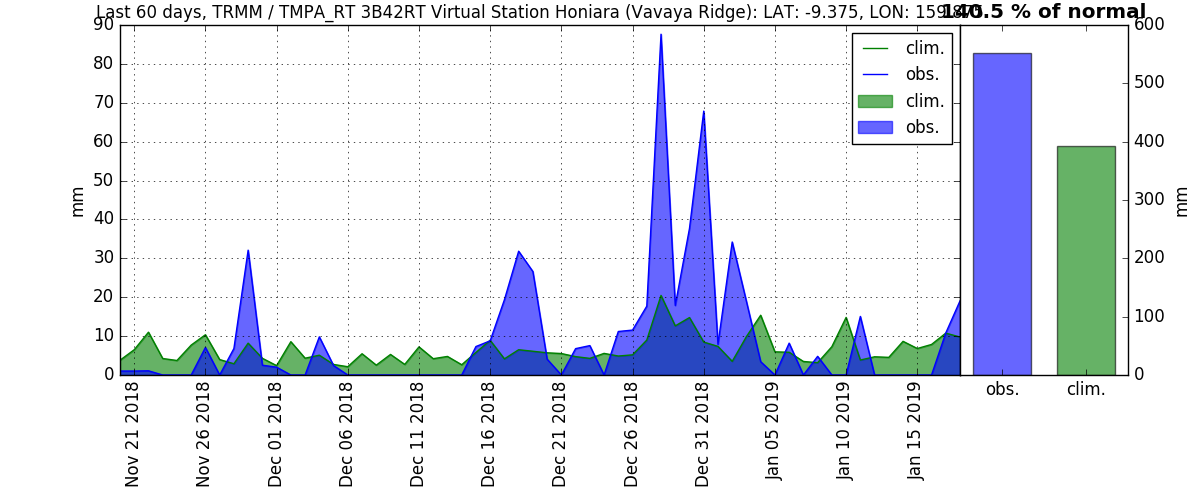 Last 60 days, TRMM / TMPA_RT 3B42RT Virtual Station Honiara (Vavaya Ridge): LAT: -9.375, LON: 159.875
140.5 % of normal
90
80
70
60
50
40
30
20
10
0
mm
clim.
obs.
clim.
obs.
Nov 21 2018
Nov 26 2018
Dec 01 2018
Dec 06 2018
Dec 11 2018
Dec 16 2018
Dec 21 2018
Dec 26 2018
Dec 31 2018
Jan 05 2019
Jan 10 2019
Jan 15 2019
600
500
400
300
200
100
0
mm
obs.
clim.